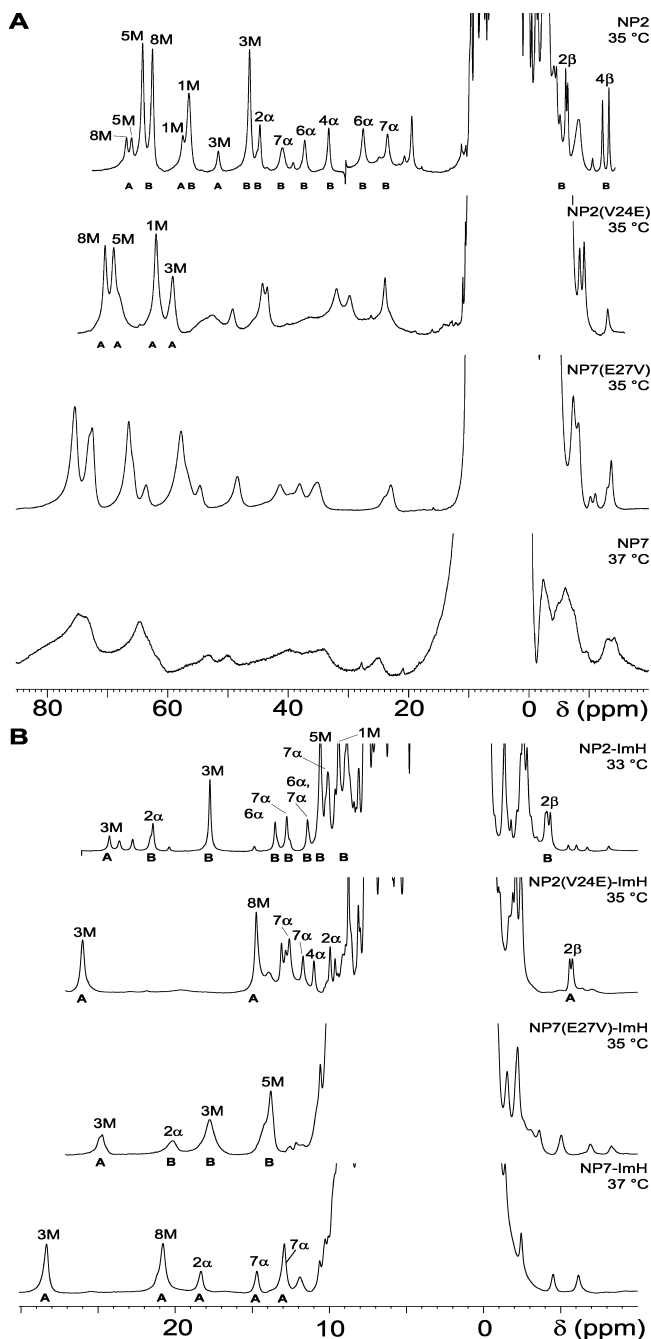 A
NP2
35 °C
5M
8M
3M
1M
5M
8M
1M
3M
2α
7α
6α
4α
6α
7α
2β
4β
A B A B A B B B B B B B B B
NP2(V24E)
35 °C
8M
5M
1M
3M
A A A A
NP7(E27V)
35 °C
NP7
37 °C
80 60 40 20 0 δ (ppm)
B
NP2-ImH
33 °C
5M
1M
7α
3M
6α,
7α
7α
6α
3M
2α
2β
A B B B B B B B B
NP2(V24E)-ImH
35 °C
3M
8M
7α
7α
4α
2α
2β
A A A
NP7(E27V)-ImH
35 °C
3M
2α
3M
5M
A B B B
NP7-ImH
37 °C
3M
8M
2α
7α
7α
A A A A A
20 10 0 δ (ppm)